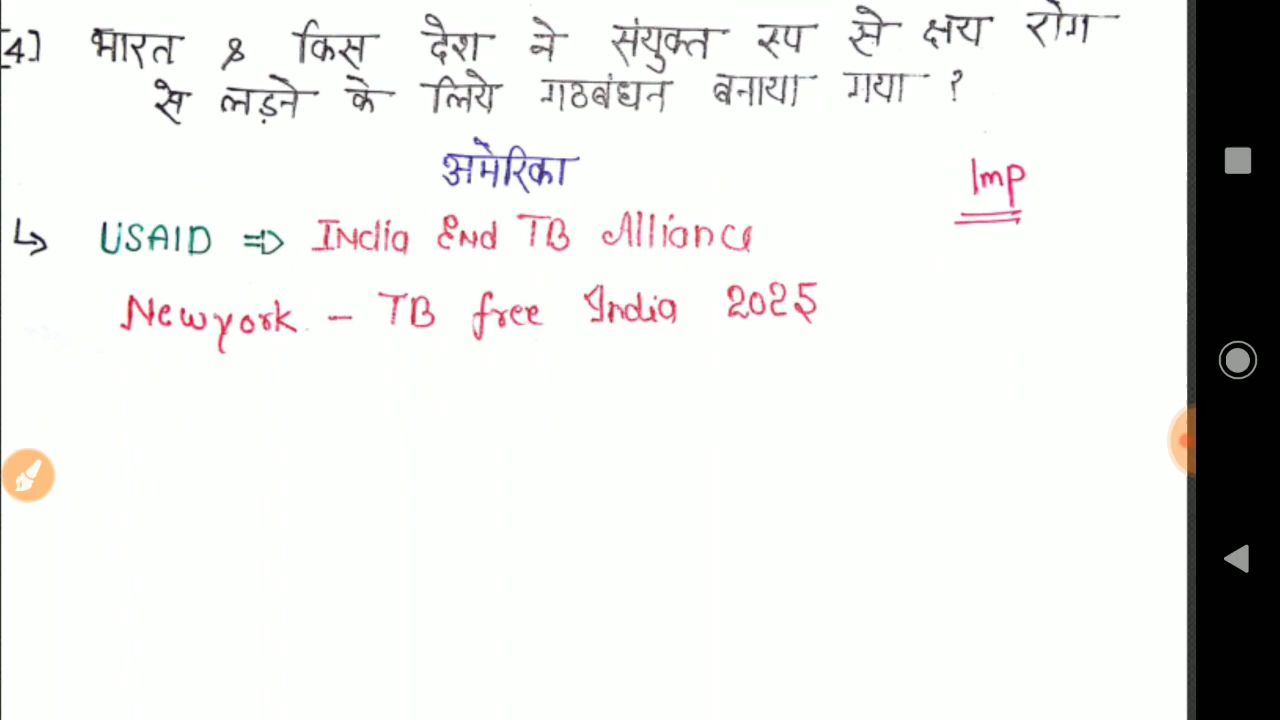 [4] भारत & किस देश ने संयुक्त रुप से क्षय रोग
से लड़ने के लिये गठबंधन बनाया गया ?
अमेरिका
Imp
↳ USAID ⇒ India End TB Alliance
Newyork - TB free India 2025